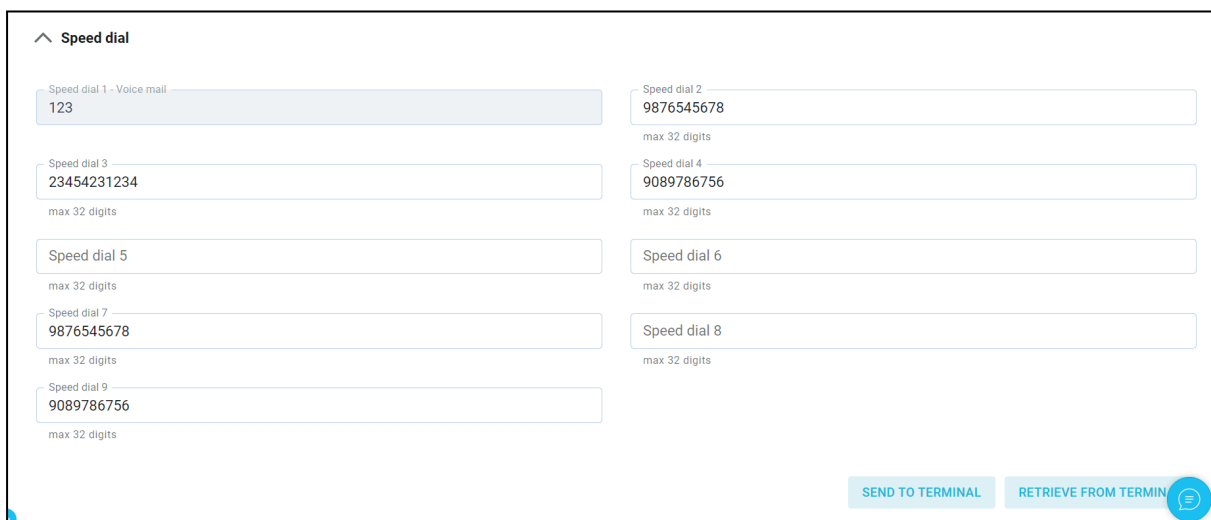 Speed dial
Speed dial 1 - Voice mail
123
Speed dial 2
9876545678
max 32 digits
Speed dial 3
23454231234
max 32 digits
Speed dial 4
9089786756
max 32 digits
Speed dial 5
max 32 digits
Speed dial 6
max 32 digits
Speed dial 7
9876545678
max 32 digits
Speed dial 8
max 32 digits
Speed dial 9
9089786756
max 32 digits
SEND TO TERMINAL
RETRIEVE FROM